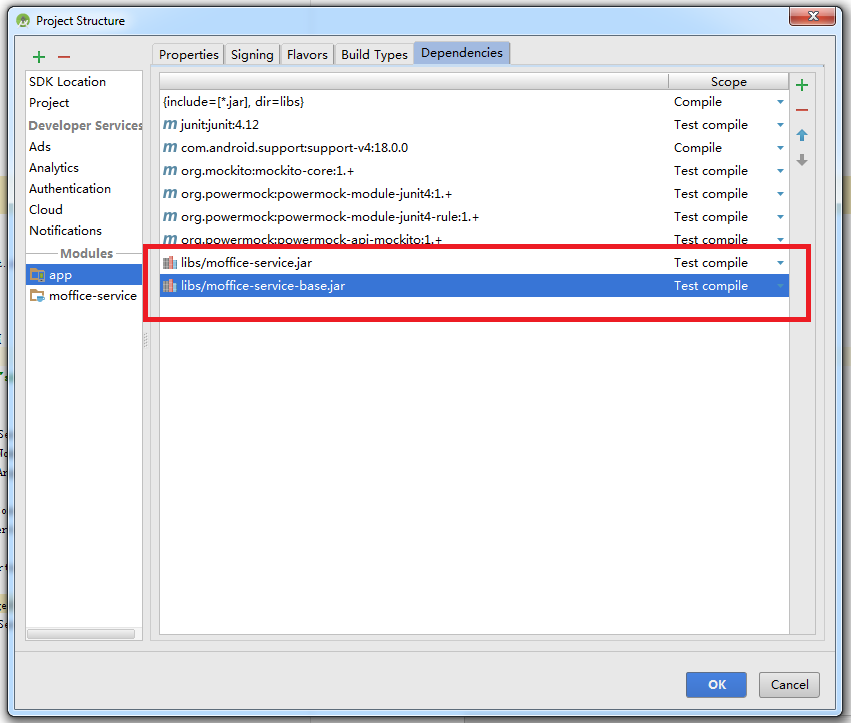 Project Structure
Properties Signing Flavors Build Types Dependencies
SDK Location
Project
Developer Services
Ads
Analytics
Authentication
Cloud
Notifications
Modules
app
moffice-service
Scope
{include=[*.jar], dir=libs} Compile
m junit:junit:4.12 Test compile
m com.android.support:support-v4:18.0.0 Compile
m org.mockito:mockito-core:1.+ Test compile
m org.powermock:powermock-module-junit4:1.+ Test compile
m org.powermock:powermock-module-junit4-rule:1.+ Test compile
m org.powermock:powermock-api-mockito:1.+ Test compile
libs/moffice-service.jar Test compile
libs/moffice-service-base.jar Test compile
OK Cancel